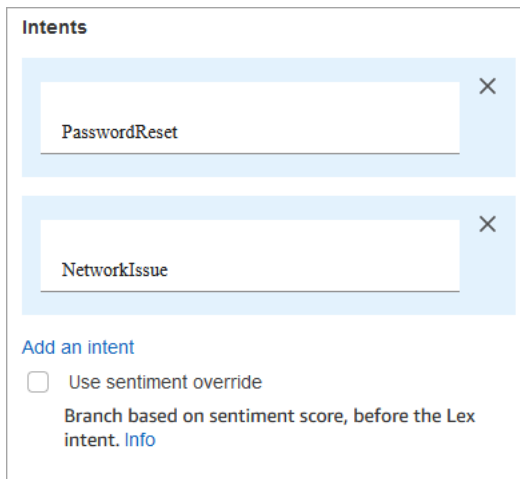 Intents
PasswordReset
NetworkIssue
Add an intent
Use sentiment override
Branch based on sentiment score, before the Lex
intent. Info